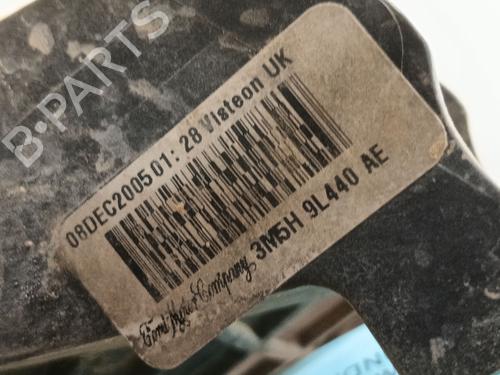 08DEC2005 01:28 Visteon UK
Ford Motor Company 3M5H 9L440 AE
B-PARTS